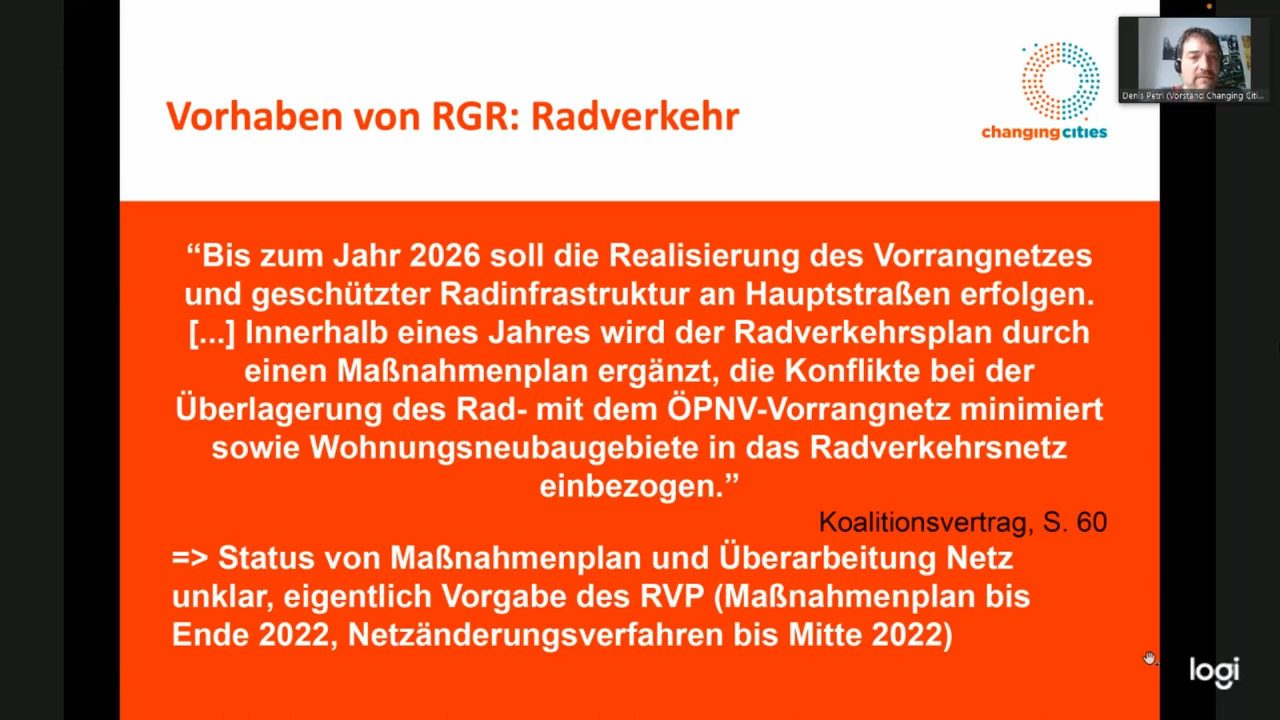 Vorhaben von RGR: Radverkehr
changing cities
Denis Petri (Vorstand Changing Citi...
“Bis zum Jahr 2026 soll die Realisierung des Vorrangnetzes
und geschützter Radinfrastruktur an Hauptstraßen erfolgen.
[...] Innerhalb eines Jahres wird der Radverkehrsplan durch
einen Maßnahmenplan ergänzt, die Konflikte bei der
Überlagerung des Rad- mit dem ÖPNV-Vorrangnetz minimiert
sowie Wohnungsneubaugebiete in das Radverkehrsnetz
einbezogen.”
Koalitionsvertrag, S. 60
=> Status von Maßnahmenplan und Überarbeitung Netz
unklar, eigentlich Vorgabe des RVP (Maßnahmenplan bis
Ende 2022, Netzänderungsverfahren bis Mitte 2022)
logi